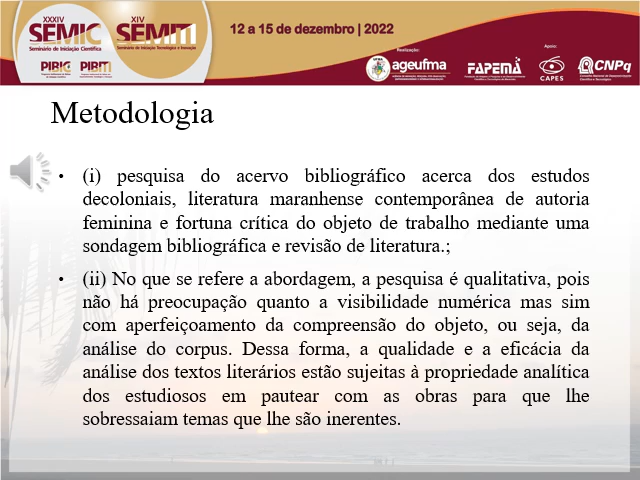 XXXIV
SEMIC
Seminário de Iniciação Científica
XIV
SEMITI
Seminário de Iniciação Tecnológica e Inovação
PIBIC
PIBITI
12 a 15 de dezembro | 2022
Realização:
ageufma
FAPEMA
Apoio:
CAPES
CNPq
Metodologia
• (i) pesquisa do acervo bibliográfico acerca dos estudos
decoloniais, literatura maranhense contemporânea de autoria
feminina e fortuna crítica do objeto de trabalho mediante uma
sondagem bibliográfica e revisão de literatura.;
• (ii) No que se refere a abordagem, a pesquisa é qualitativa, pois
não há preocupação quanto a visibilidade numérica mas sim
com aperfeiçoamento da compreensão do objeto, ou seja, da
análise do corpus. Dessa forma, a qualidade e a eficácia da
análise dos textos literários estão sujeitas à propriedade analítica
dos estudiosos em pautear com as obras para que lhe
sobressaiam temas que lhe são inerentes.